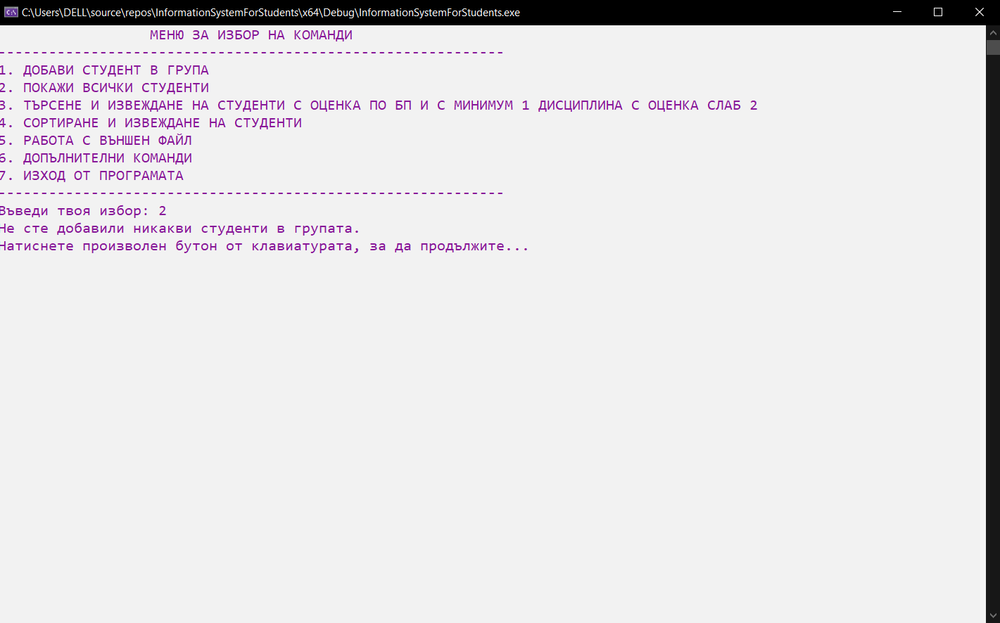 C:\Users\DELL\source\repos\InformationSystemForStudents\x64\Debug\InformationSystemForStudents.exe
МЕНЮ ЗА ИЗБОР НА КОМАНДИ
------------------------------------------------------------
1. ДОБАВИ СТУДЕНТ В ГРУПА
2. ПОКАЖИ ВСИЧКИ СТУДЕНТИ
3. ТЪРСЕНЕ И ИЗВЕЖДАНЕ НА СТУДЕНТИ С ОЦЕНКА ПО БП И С МИНИМУМ 1 ДИСЦИПЛИНА С ОЦЕНКА СЛАБ 2
4. СОРТИРАНЕ И ИЗВЕЖДАНЕ НА СТУДЕНТИ
5. РАБОТА С ВЪНШЕН ФАЙЛ
6. ДОПЪЛНИТЕЛНИ КОМАНДИ
7. ИЗХОД ОТ ПРОГРАМАТА
------------------------------------------------------------
Въведи твоя избор: 2
Не сте добавили никакви студенти в групата.
Натиснете произволен бутон от клавиатурата, за да продължите...